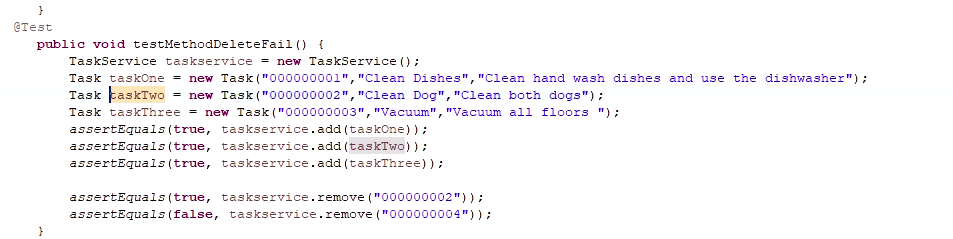 }
@Test
public void testMethodDeleteFail() {
TaskService taskservice = new TaskService();
Task taskOne = new Task("000000001","Clean Dishes","Clean hand wash dishes and use the dishwasher");
Task taskTwo = new Task("000000002","Clean Dog","Clean both dogs");
Task taskThree = new Task("000000003","Vacuum","Vacuum all floors ");
assertEquals(true, taskservice.add(taskOne));
assertEquals(true, taskservice.add(taskTwo));
assertEquals(true, taskservice.add(taskThree));
assertEquals(true, taskservice.remove("000000002"));
assertEquals(false, taskservice.remove("000000004"));
}